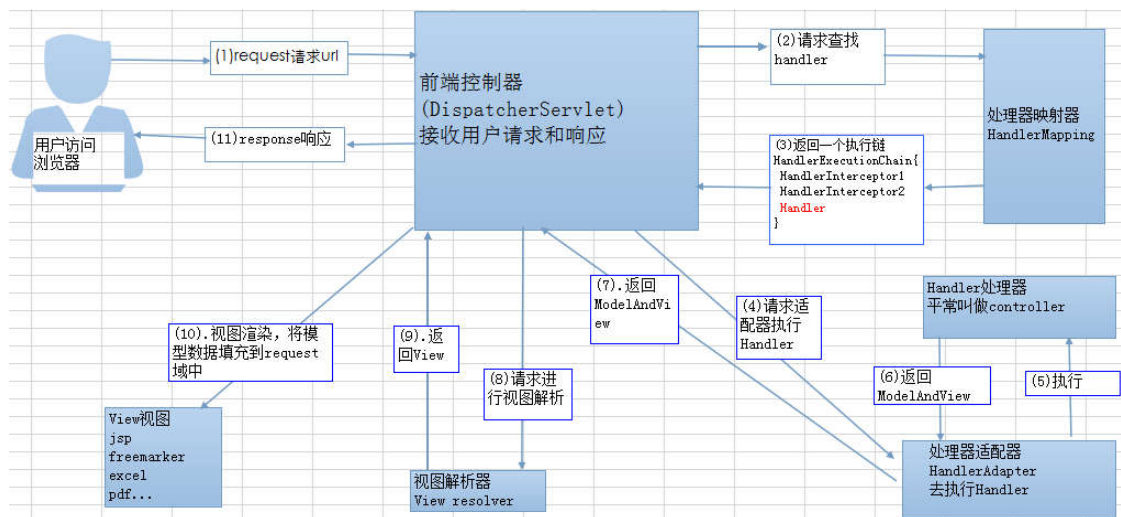 (1)request请求url
用户访问
浏览器
(11)response响应
前端控制器
(DispatcherServlet)
接收用户请求和响应
(2)请求查找
handler
处理器映射器
HandlerMapping
(3)返回一个执行链
HandlerExecutionChain{
HandlerInterceptor1
HandlerInterceptor2
Handler
}
(4)请求适
配器执行
Handler
Handler处理器
平常叫做controller
(5)执行
(6)返回
ModelAndView
处理器适配器
HandlerAdapter
去执行Handler
(7).返回
ModelAndVi
ew
(8)请求进
行视图解析
视图解析器
View resolver
(9).返
回View
(10).视图渲染，将模
型数据填充到request
域中
View视图
jsp
freemarker
excel
pdf...